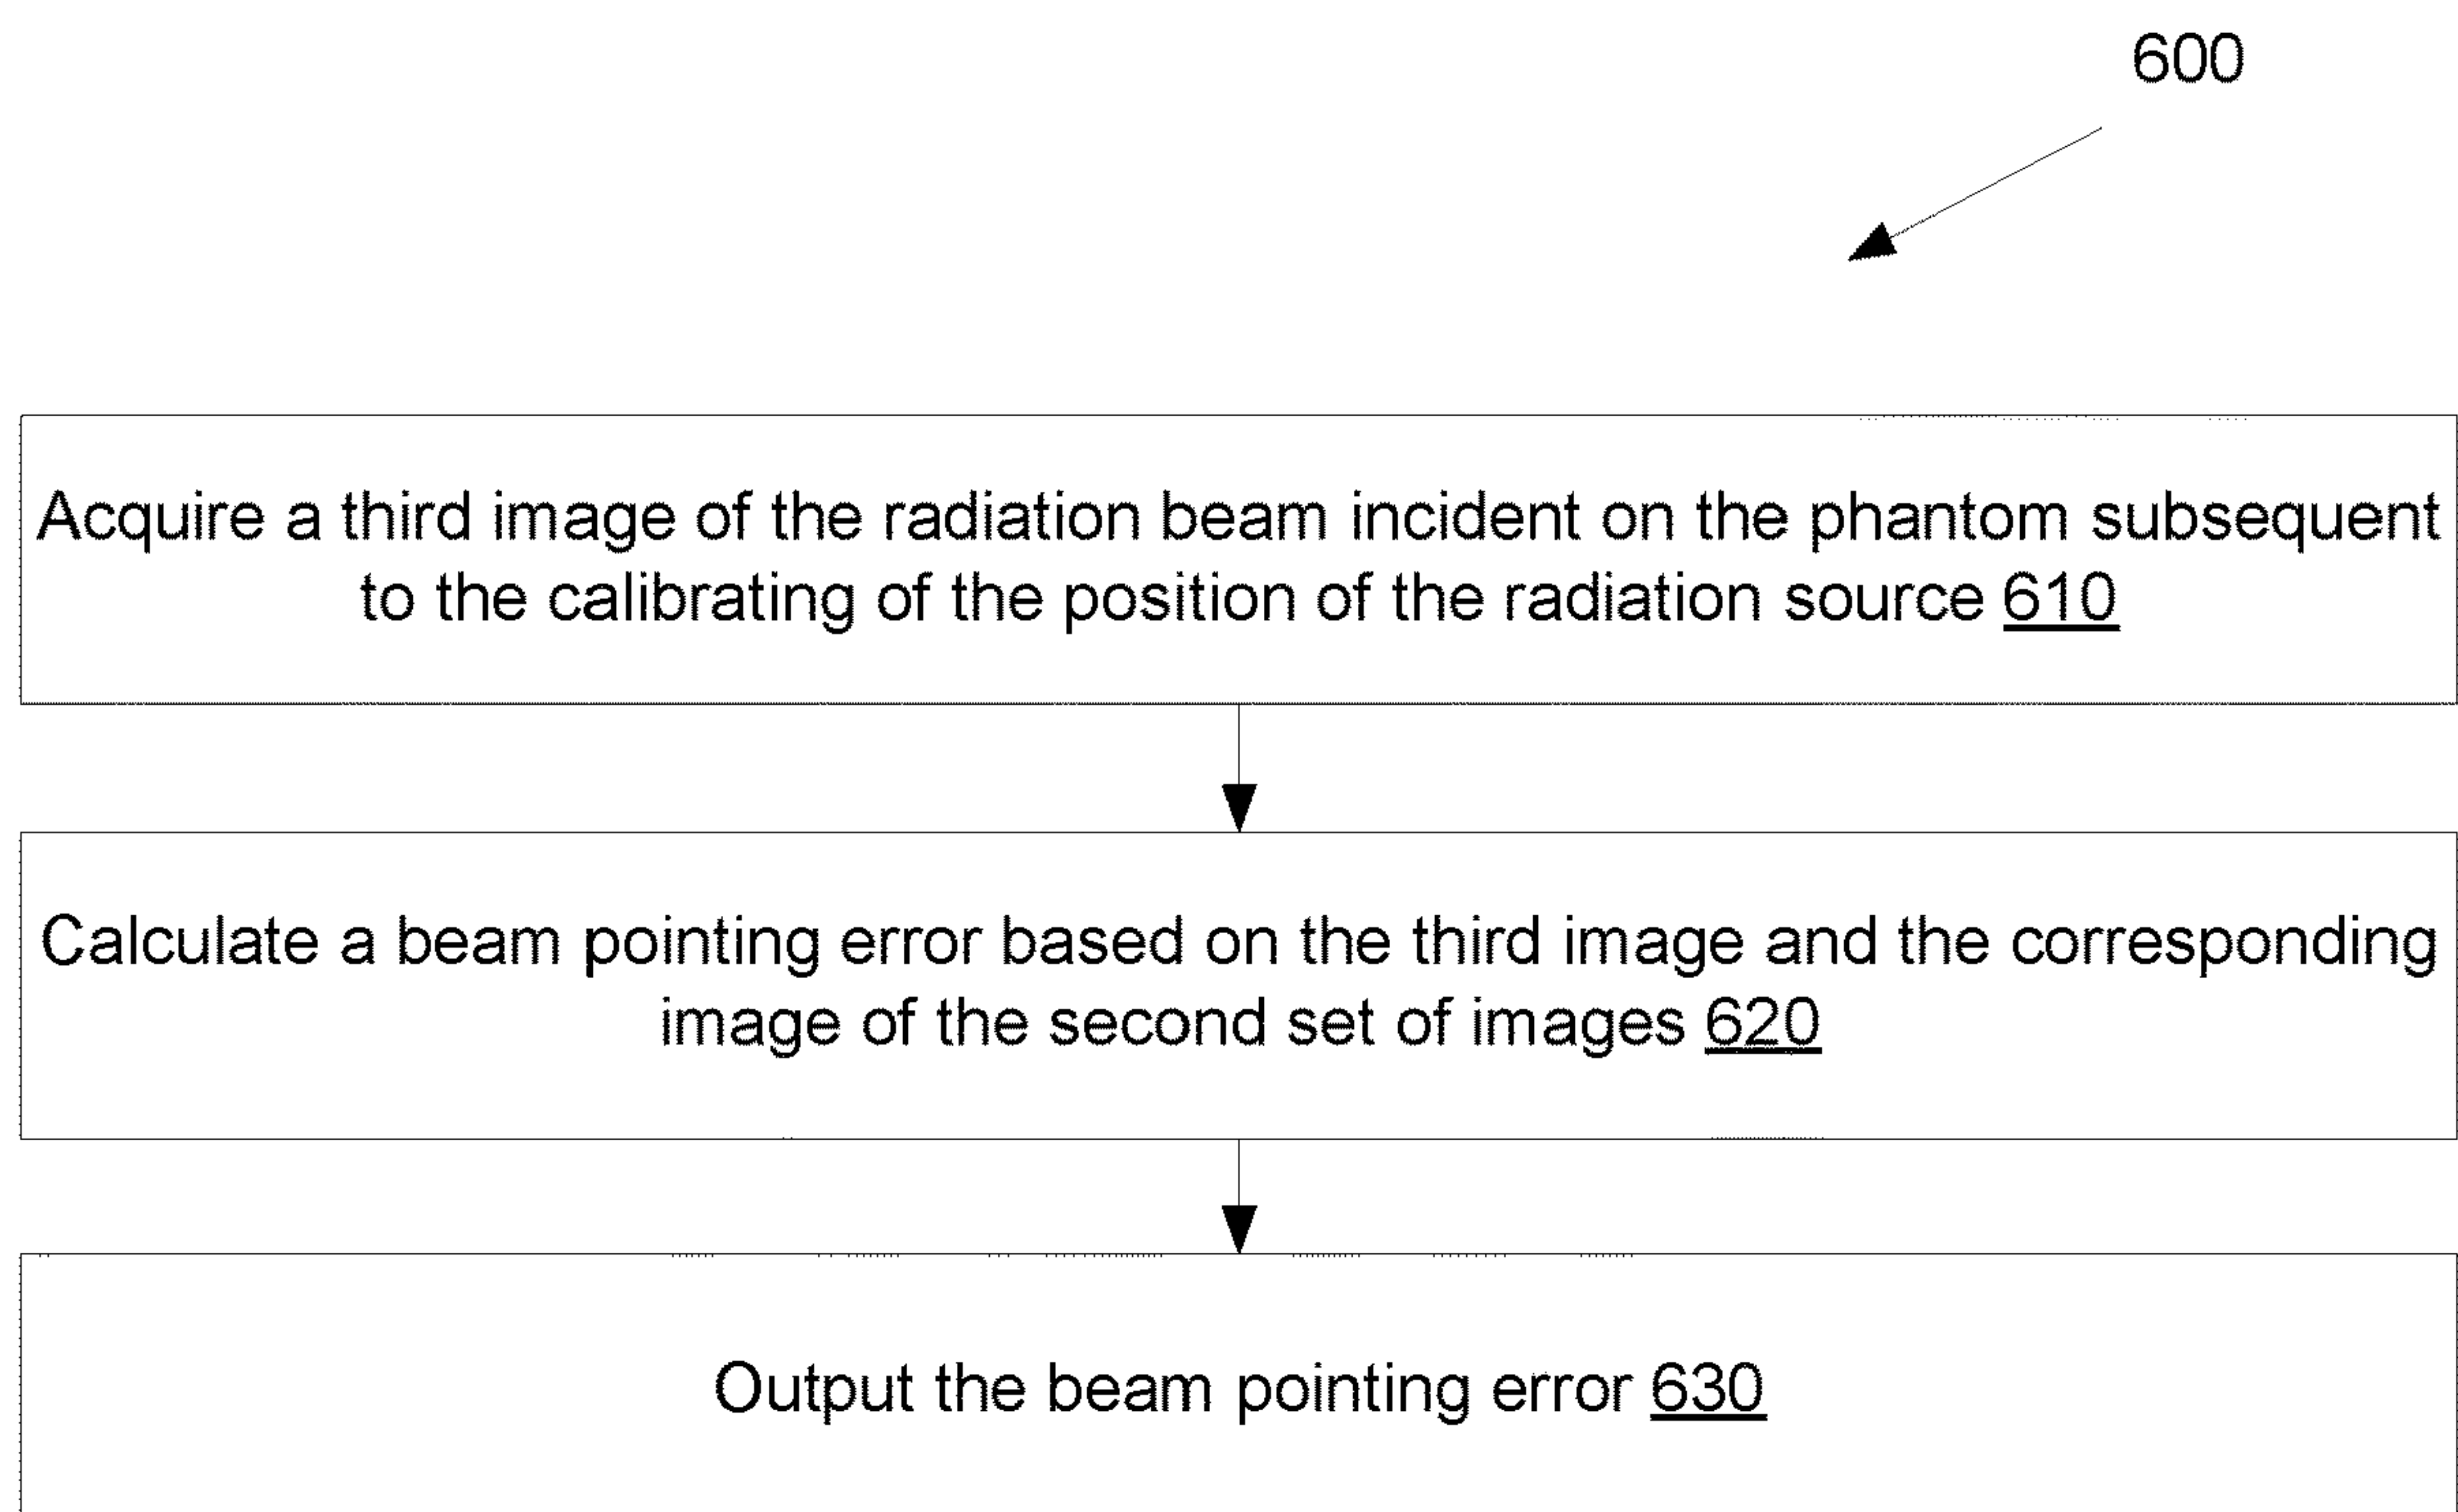 600
Acquire a third image of the radiation beam incident on the phantom subsequent
to the calibrating of the position of the radiation source 610
Calculate a beam pointing error based on the third image and the corresponding
image of the second set of images 620
Output the beam pointing error 630